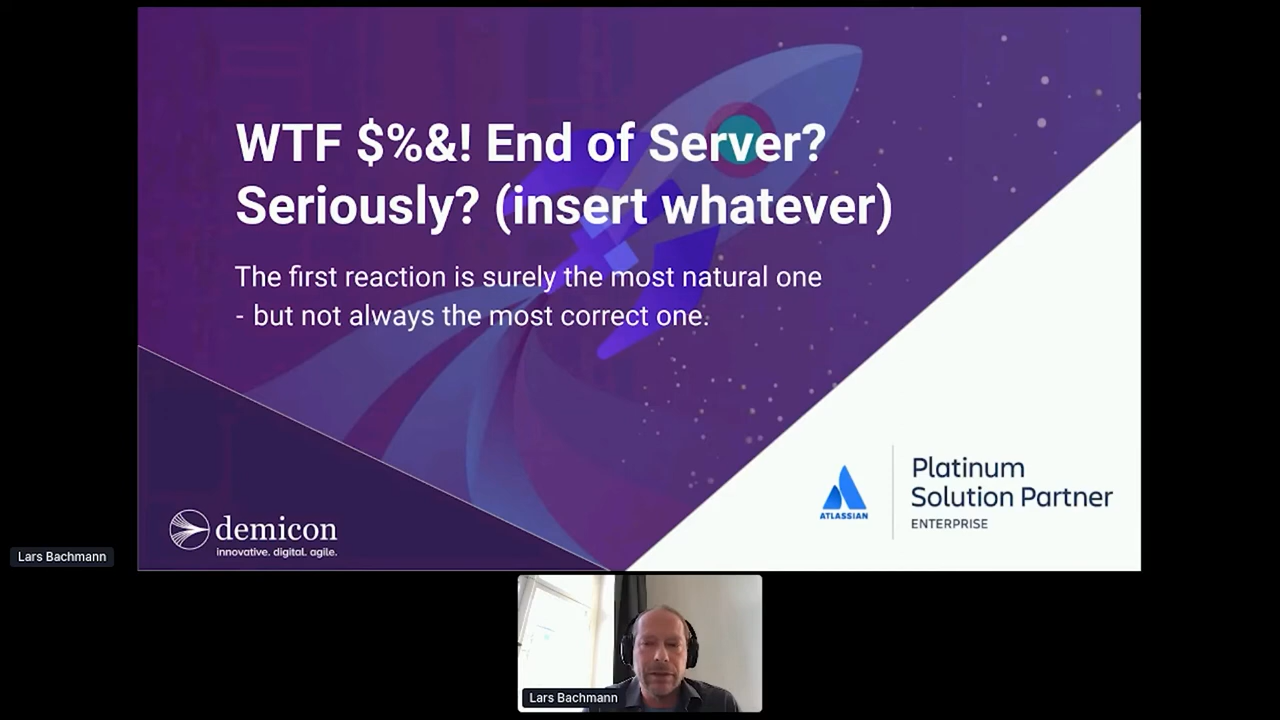 WTF $%&! End of Server?
Seriously? (insert whatever)
The first reaction is surely the most natural one
- but not always the most correct one.
demicon
innovative. digital. agile.
ATLASSIAN
Platinum
Solution Partner
ENTERPRISE
Lars Bachmann
Lars Bachmann